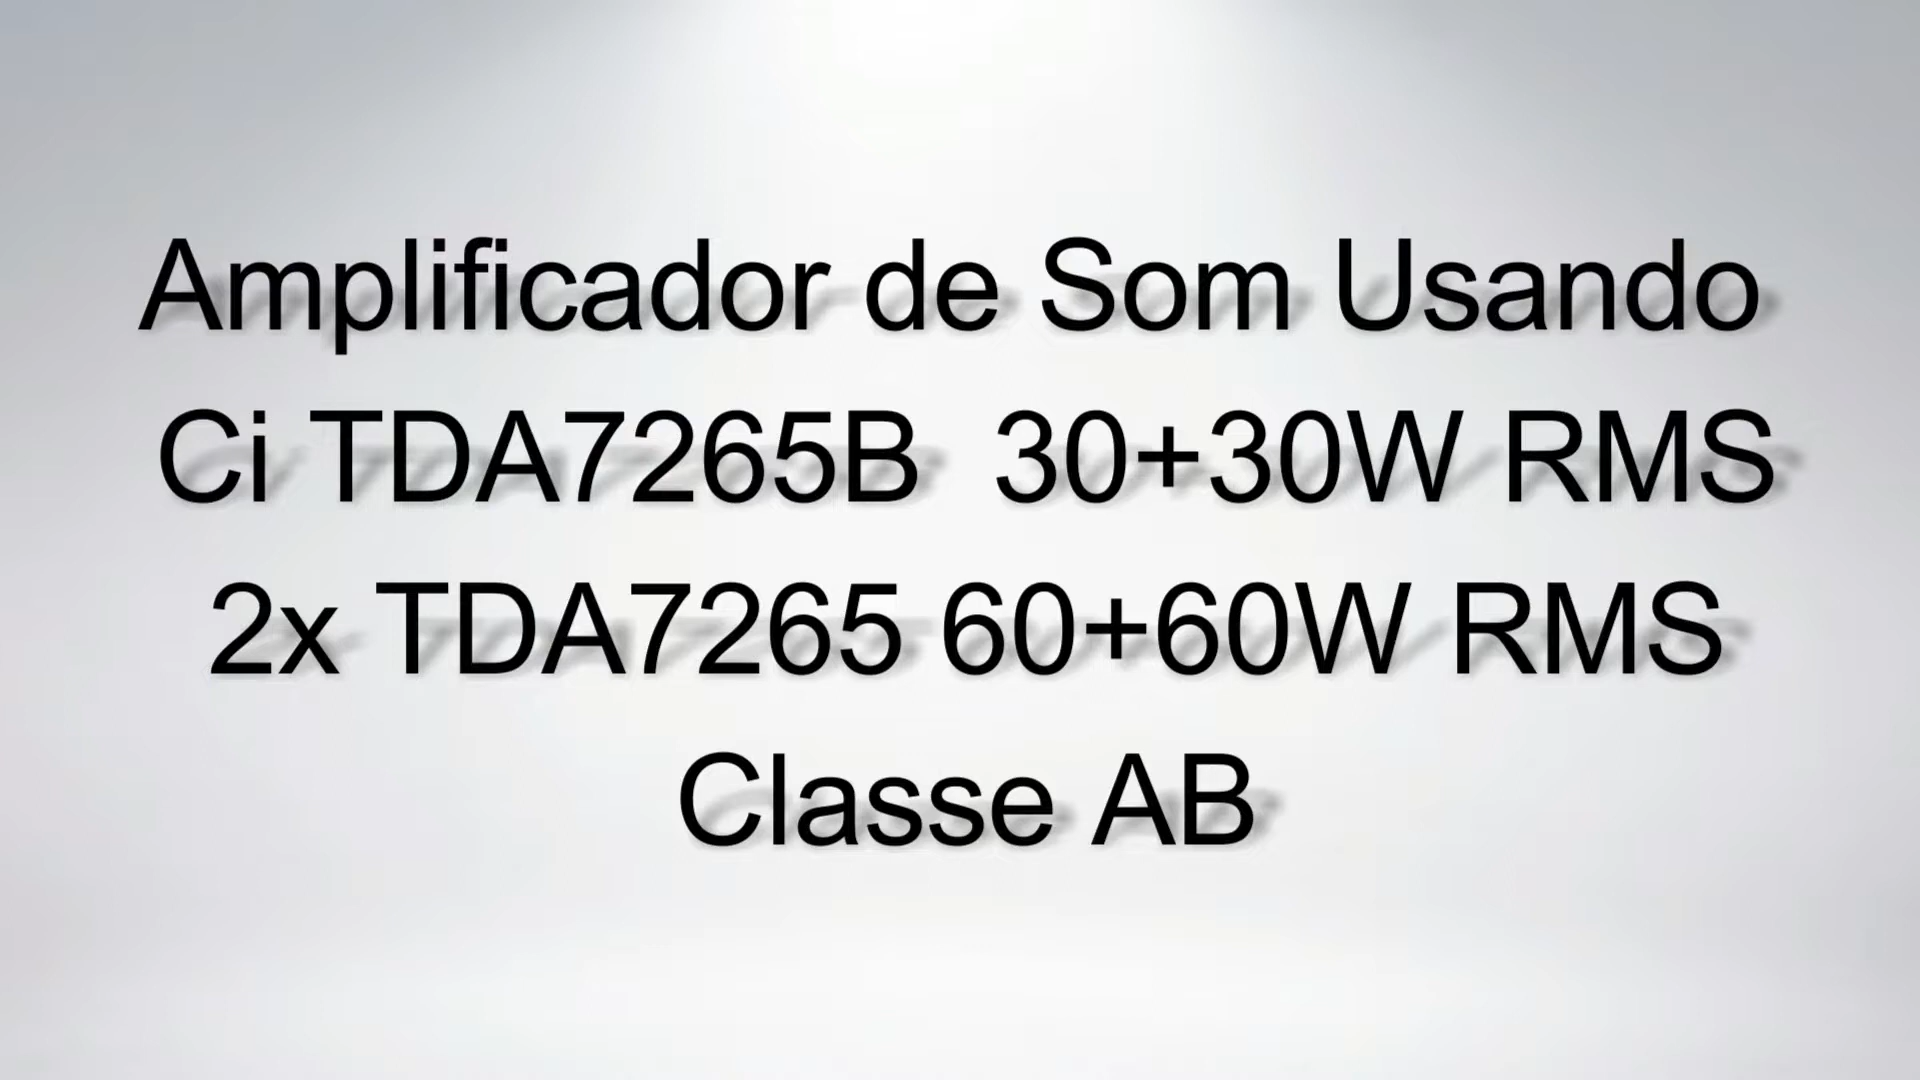 Amplificador de Som Usando
Ci TDA7265B 30+30W RMS
2x TDA7265 60+60W RMS
Classe AB